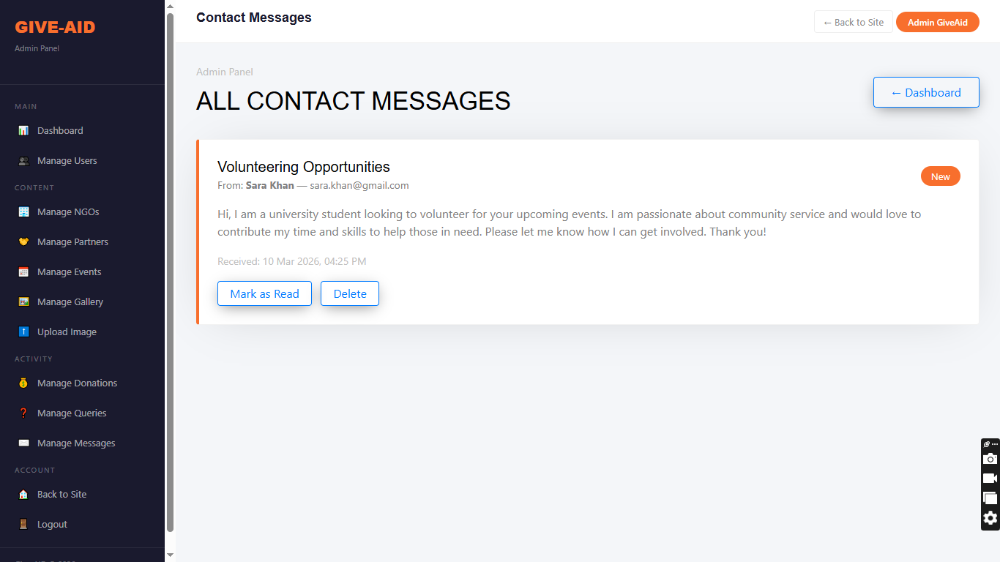 GIVE-AID
Admin Panel
MAIN
Dashboard
Manage Users
CONTENT
Manage NGOs
Manage Partners
Manage Events
Manage Gallery
Upload Image
ACTIVITY
Manage Donations
Manage Queries
Manage Messages
ACCOUNT
Back to Site
Logout
Contact Messages
← Back to Site
Admin GiveAid
Admin Panel
ALL CONTACT MESSAGES
← Dashboard
Volunteering Opportunities
From: Sara Khan — sara.khan@gmail.com
New
Hi, I am a university student looking to volunteer for your upcoming events. I am passionate about community service and would love to
contribute my time and skills to help those in need. Please let me know how I can get involved. Thank you!
Received: 10 Mar 2026, 04:25 PM
Mark as Read
Delete